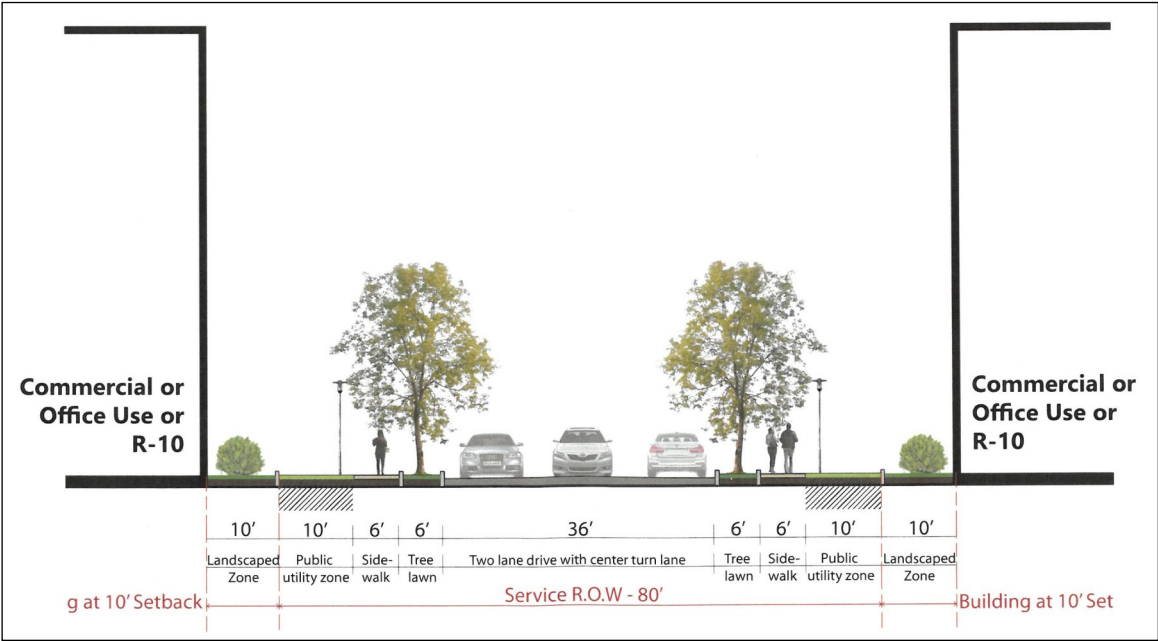 Commercial or
Office Use or
R-10
Commercial or
Office Use or
R-10
10' 10' 6' 6' 36' 6' 6' 10' 10'
Landscaped Zone
Public utility zone
Side-walk
Tree lawn
Two lane drive with center turn lane
Tree lawn
Side-walk
Public utility zone
Landscaped Zone
g at 10' Setback
Service R.O.W - 80'
Building at 10' Set